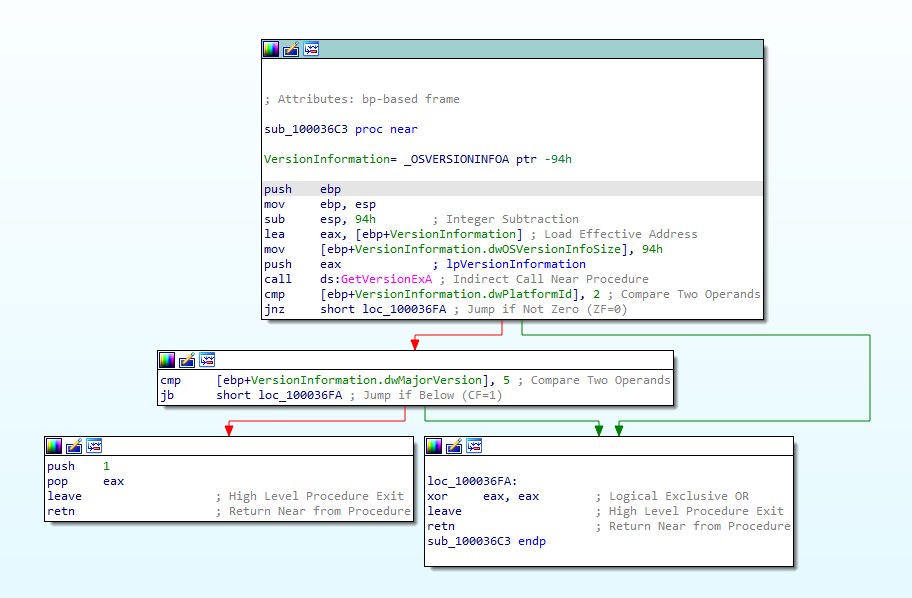 ; Attributes: bp-based frame
sub_100036C3 proc near
VersionInformation= _OSVERSIONINFOA ptr -94h
push ebp
mov ebp, esp
sub esp, 94h ; Integer Subtraction
lea eax, [ebp+VersionInformation] ; Load Effective Address
mov [ebp+VersionInformation.dwOSVersionInfoSize], 94h
push eax ; lpVersionInformation
call ds:GetVersionExA ; Indirect Call Near Procedure
cmp [ebp+VersionInformation.dwPlatformId], 2 ; Compare Two Operands
jnz short loc_100036FA ; Jump if Not Zero (ZF=0)
cmp [ebp+VersionInformation.dwMajorVersion], 5 ; Compare Two Operands
jb short loc_100036FA ; Jump if Below (CF=1)
push 1
pop eax
leave ; High Level Procedure Exit
retn ; Return Near from Procedure
loc_100036FA:
xor eax, eax ; Logical Exclusive OR
leave ; High Level Procedure Exit
retn ; Return Near from Procedure
sub_100036C3 endp